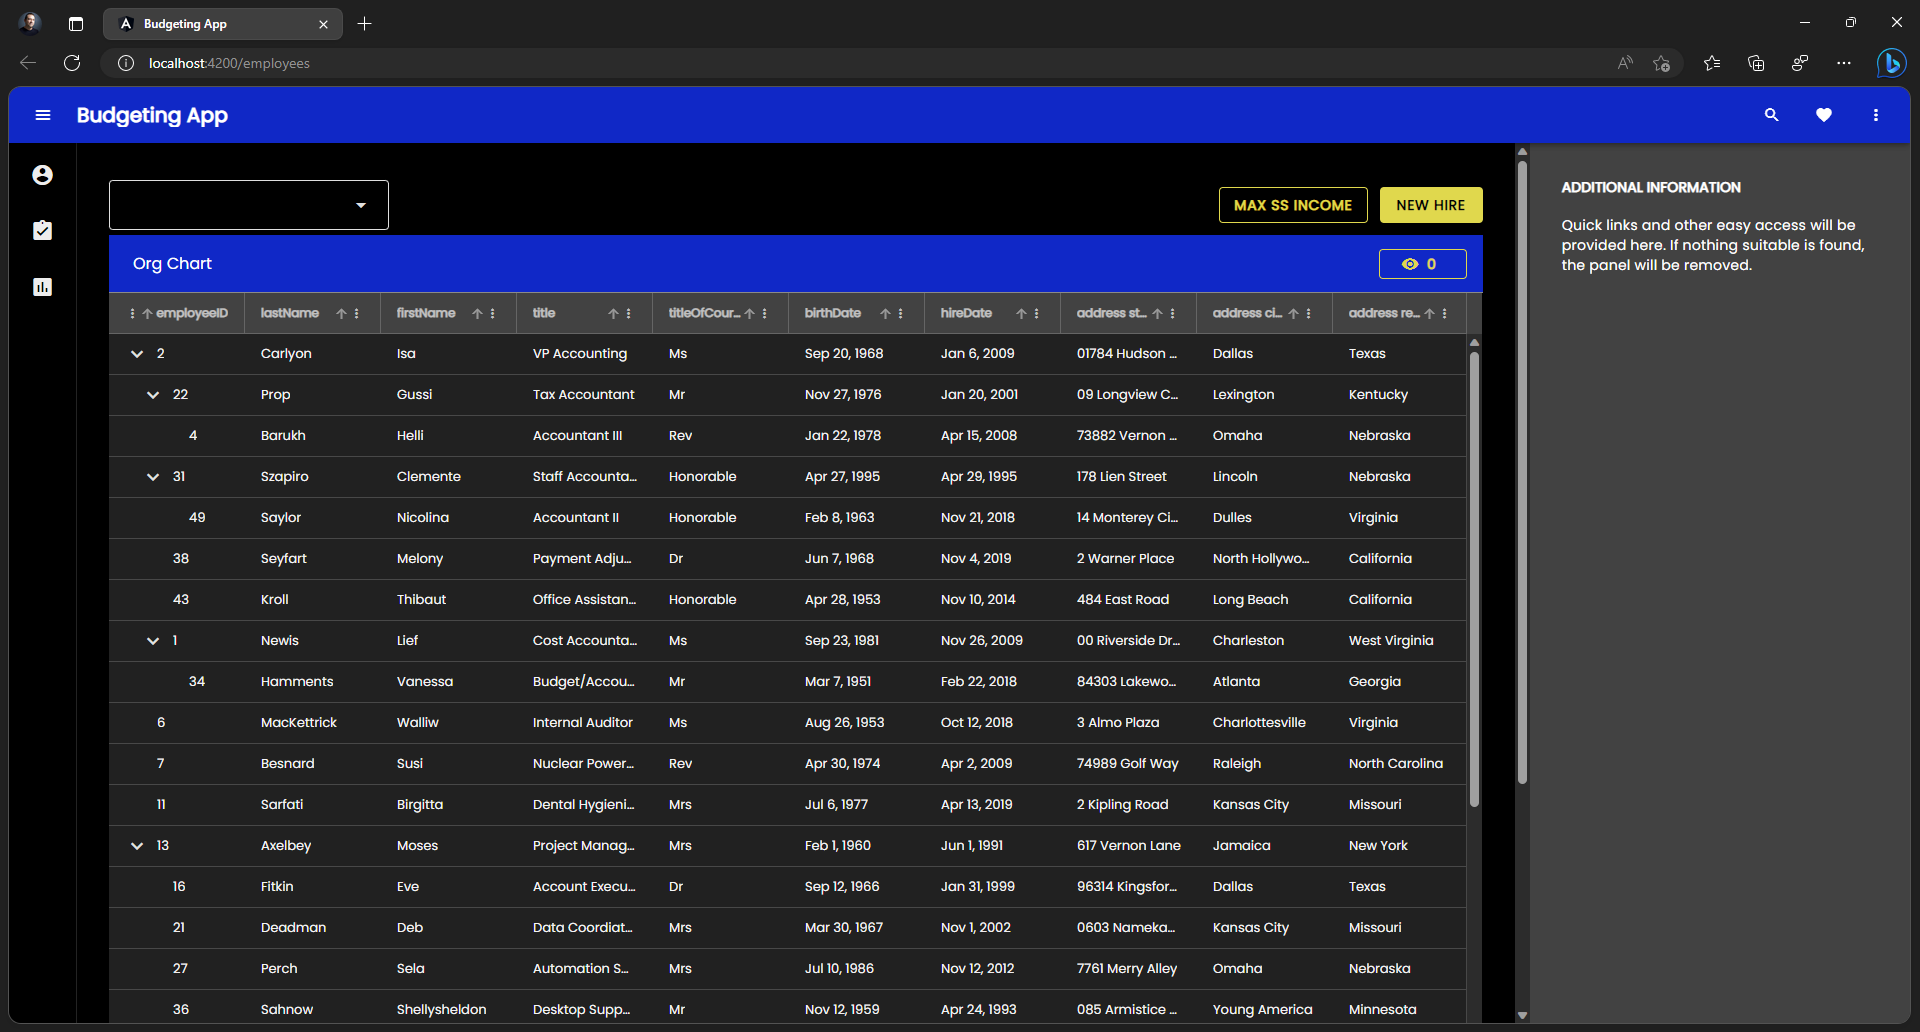 Budgeting App
localhost:4200/employees
Budgeting App
MAX SS INCOME NEW HIRE
Org Chart 0
employeeID lastName firstName title titleOfCour... birthDate hireDate address st... address ci... address re...
2 Carlyon Isa VP Accounting Ms Sep 20, 1968 Jan 6, 2009 01784 Hudson ... Dallas Texas
22 Prop Gussi Tax Accountant Mr Nov 27, 1976 Jan 20, 2001 09 Longview C... Lexington Kentucky
4 Barukh Helli Accountant III Rev Jan 22, 1978 Apr 15, 2008 73882 Vernon ... Omaha Nebraska
31 Szapiro Clemente Staff Accounta... Honorable Apr 27, 1995 Apr 29, 1995 178 Lien Street Lincoln Nebraska
49 Saylor Nicolina Accountant II Honorable Feb 8, 1963 Nov 21, 2018 14 Monterey Ci... Dulles Virginia
38 Seyfart Melony Payment Adju... Dr Jun 7, 1968 Nov 4, 2019 2 Warner Place North Hollywo... California
43 Kroll Thibaut Office Assistan... Honorable Apr 28, 1953 Nov 10, 2014 484 East Road Long Beach California
1 Newis Lief Cost Accounta... Ms Sep 23, 1981 Nov 26, 2009 00 Riverside Dr... Charleston West Virginia
34 Hamments Vanessa Budget/Accou... Mr Mar 7, 1951 Feb 22, 2018 84303 Lakewo... Atlanta Georgia
6 MacKettrick Walliw Internal Auditor Ms Aug 26, 1953 Oct 12, 2018 3 Almo Plaza Charlottesville Virginia
7 Besnard Susi Nuclear Power... Rev Apr 30, 1974 Apr 2, 2009 74989 Golf Way Raleigh North Carolina
11 Sarfati Birgitta Dental Hygieni... Mrs Jul 6, 1977 Apr 13, 2019 2 Kipling Road Kansas City Missouri
13 Axelbey Moses Project Manag... Mrs Feb 1, 1960 Jun 1, 1991 617 Vernon Lane Jamaica New York
16 Fitkin Eve Account Execu... Dr Sep 12, 1966 Jan 31, 1999 96314 Kingsfor... Dallas Texas
21 Deadman Deb Data Coordiat... Mrs Mar 30, 1967 Nov 1, 2002 0603 Nameka... Kansas City Missouri
27 Perch Sela Automation S... Mrs Jul 10, 1986 Nov 12, 2012 7761 Merry Alley Omaha Nebraska
36 Sahnow Shellysheldon Desktop Supp... Mr Nov 12, 1959 Apr 24, 1993 085 Armistice ... Young America Minnesota
ADDITIONAL INFORMATION
Quick links and other easy access will be
provided here. If nothing suitable is found,
the panel will be removed.